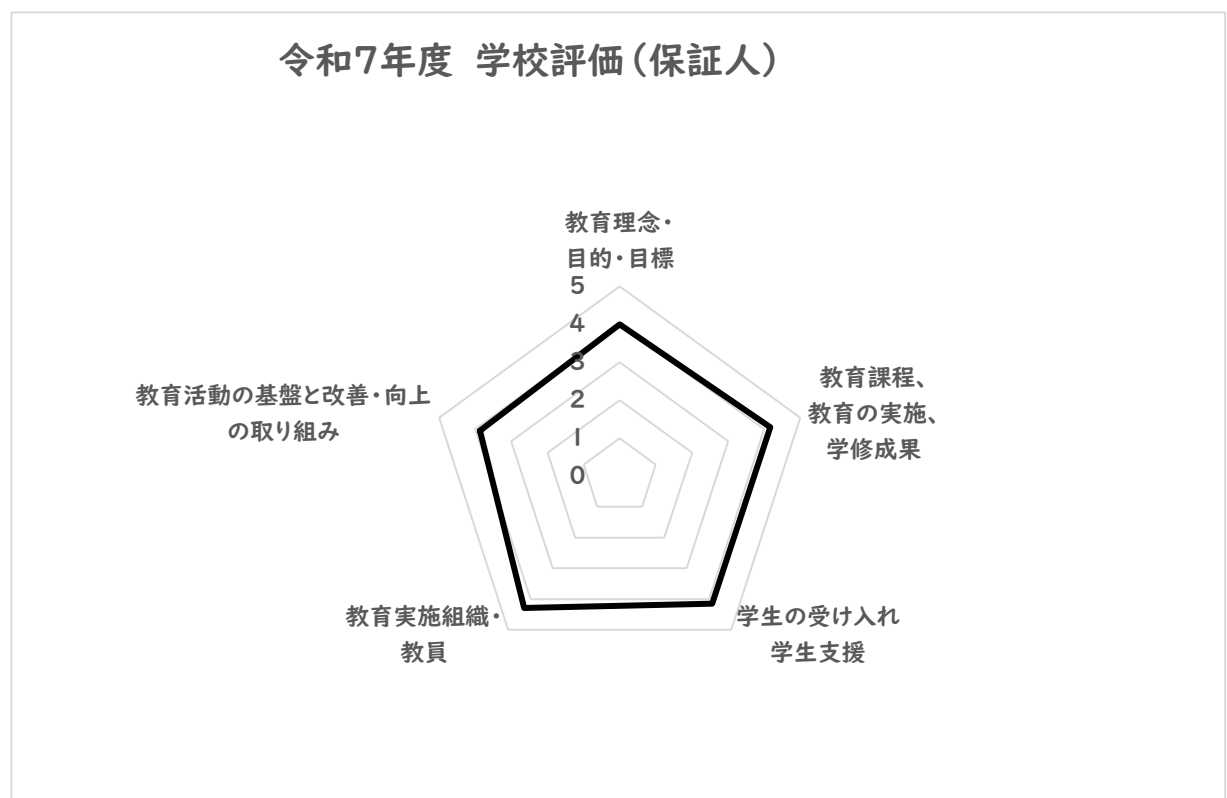 令和7年度 学校評価（保証人）
教育理念・
目的・目標
5
4
3
2
1
0
教育課程、
教育の実施、
学修成果
学生の受け入れ
学生支援
教育実施組織・
教員
教育活動の基盤と改善・向上
の取り組み